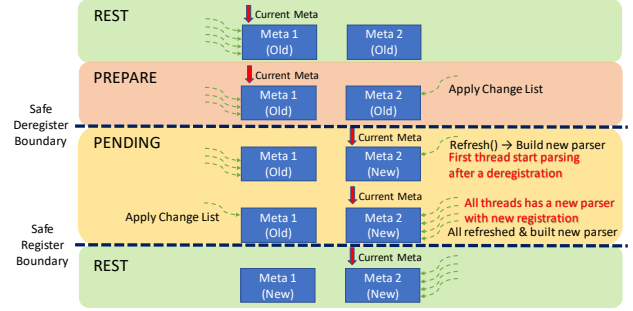 REST
Current Meta
Meta 1
(Old)
Meta 2
(Old)
PREPARE
Current Meta
Meta 1
(Old)
Meta 2
(Old)
Apply Change List
Safe
Deregister
Boundary
PENDING
Current Meta
Meta 1
(Old)
Meta 2
(New)
Refresh() → Build new parser
First thread start parsing
after a deregistration
Current Meta
Apply Change List
Meta 1
(Old)
Meta 2
(New)
All threads has a new parser
with new registration
All refreshed & built new parser
Safe
Register
Boundary
REST
Current Meta
Meta 1
(New)
Meta 2
(New)